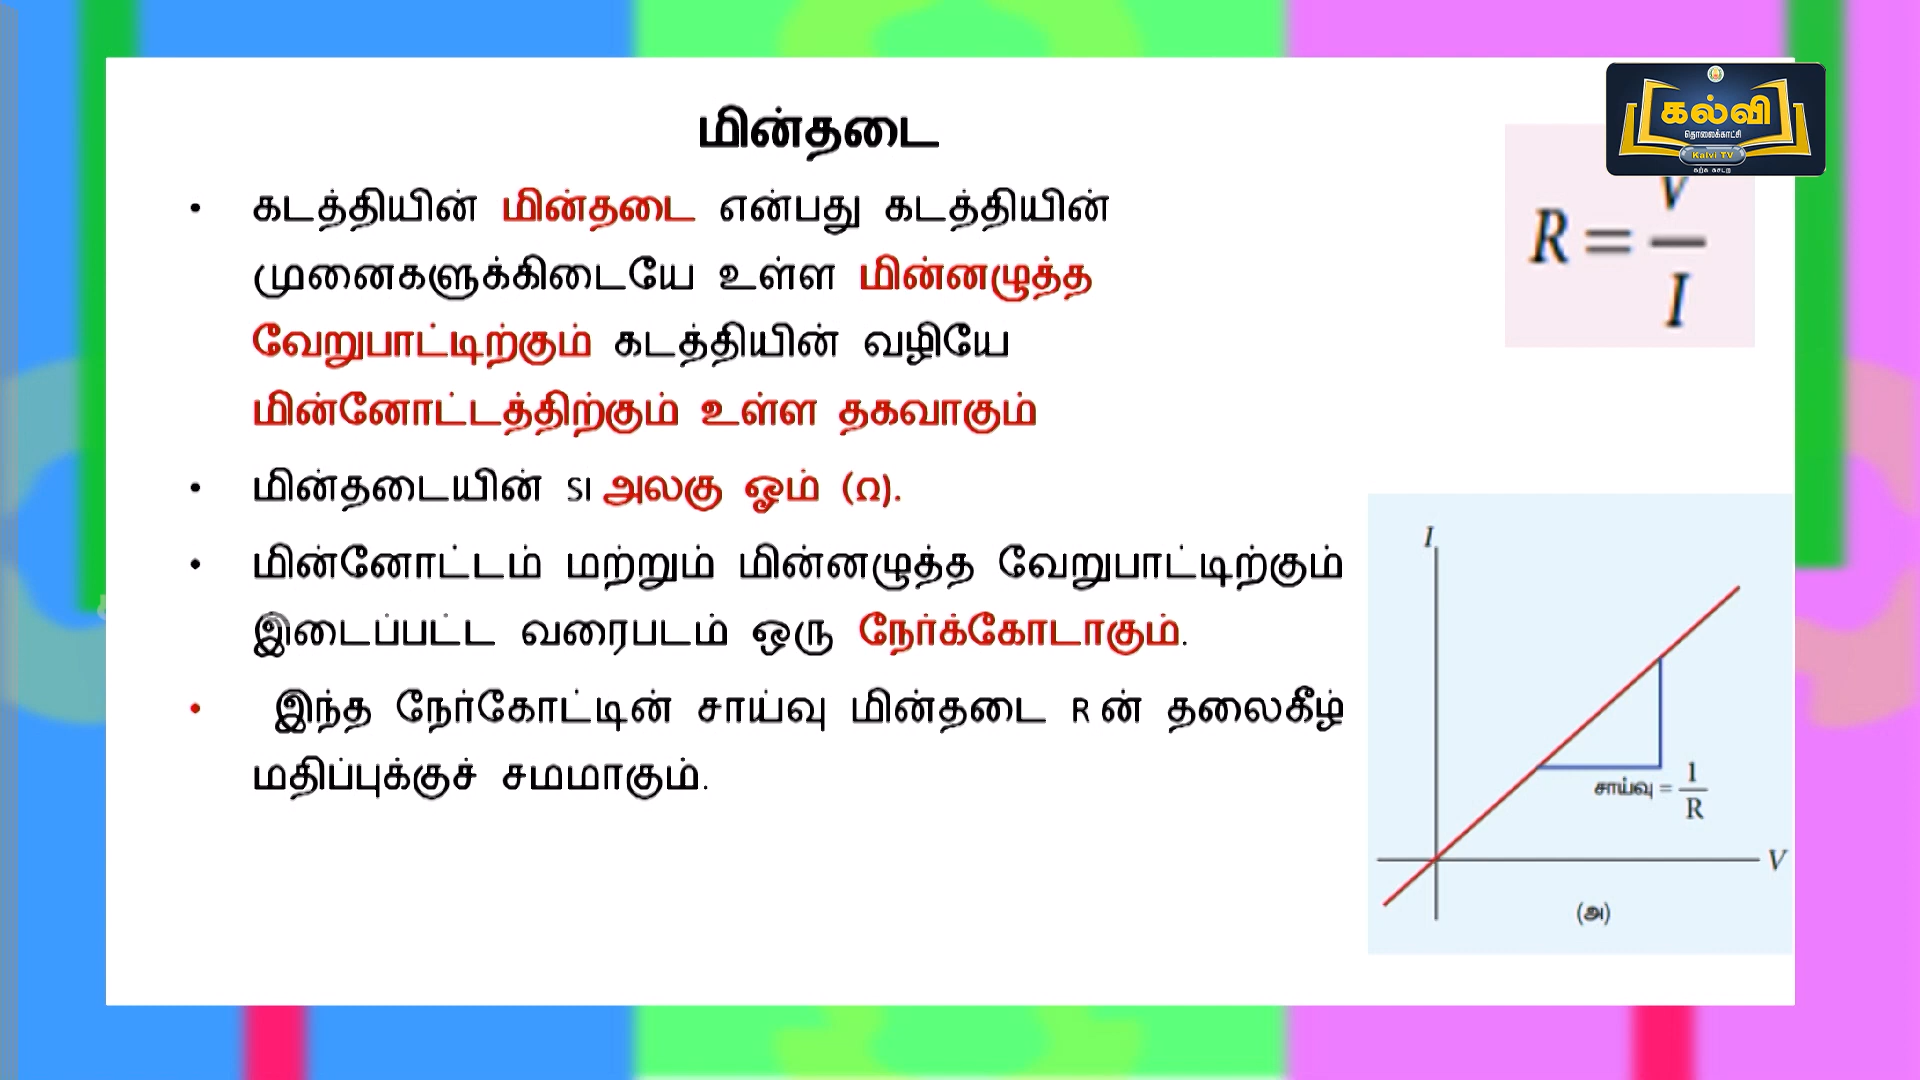 மின்தடை
கல்வி
தொலைக்காட்சி
Kalvi TV
• கடத்தியின் மின்தடை என்பது கடத்தியின்
முனைகளுக்கிடையே உள்ள மின்னழுத்த
வேறுபாட்டிற்கும் கடத்தியின் வழியே
மின்னோட்டத்திற்கும் உள்ள தகவாகும்
R = V / I
• மின்தடையின் SI அலகு ஓம் (Ω).
• மின்னோட்டம் மற்றும் மின்னழுத்த வேறுபாட்டிற்கும்
இடைப்பட்ட வரைபடம் ஒரு நேர்க்கோடாகும்.
• இந்த நேர்கோட்டின் சாய்வு மின்தடை R ன் தலைகீழ்
மதிப்புக்குச் சமமாகும்.
I
சாய்வு = 1 / R
V
(அ)